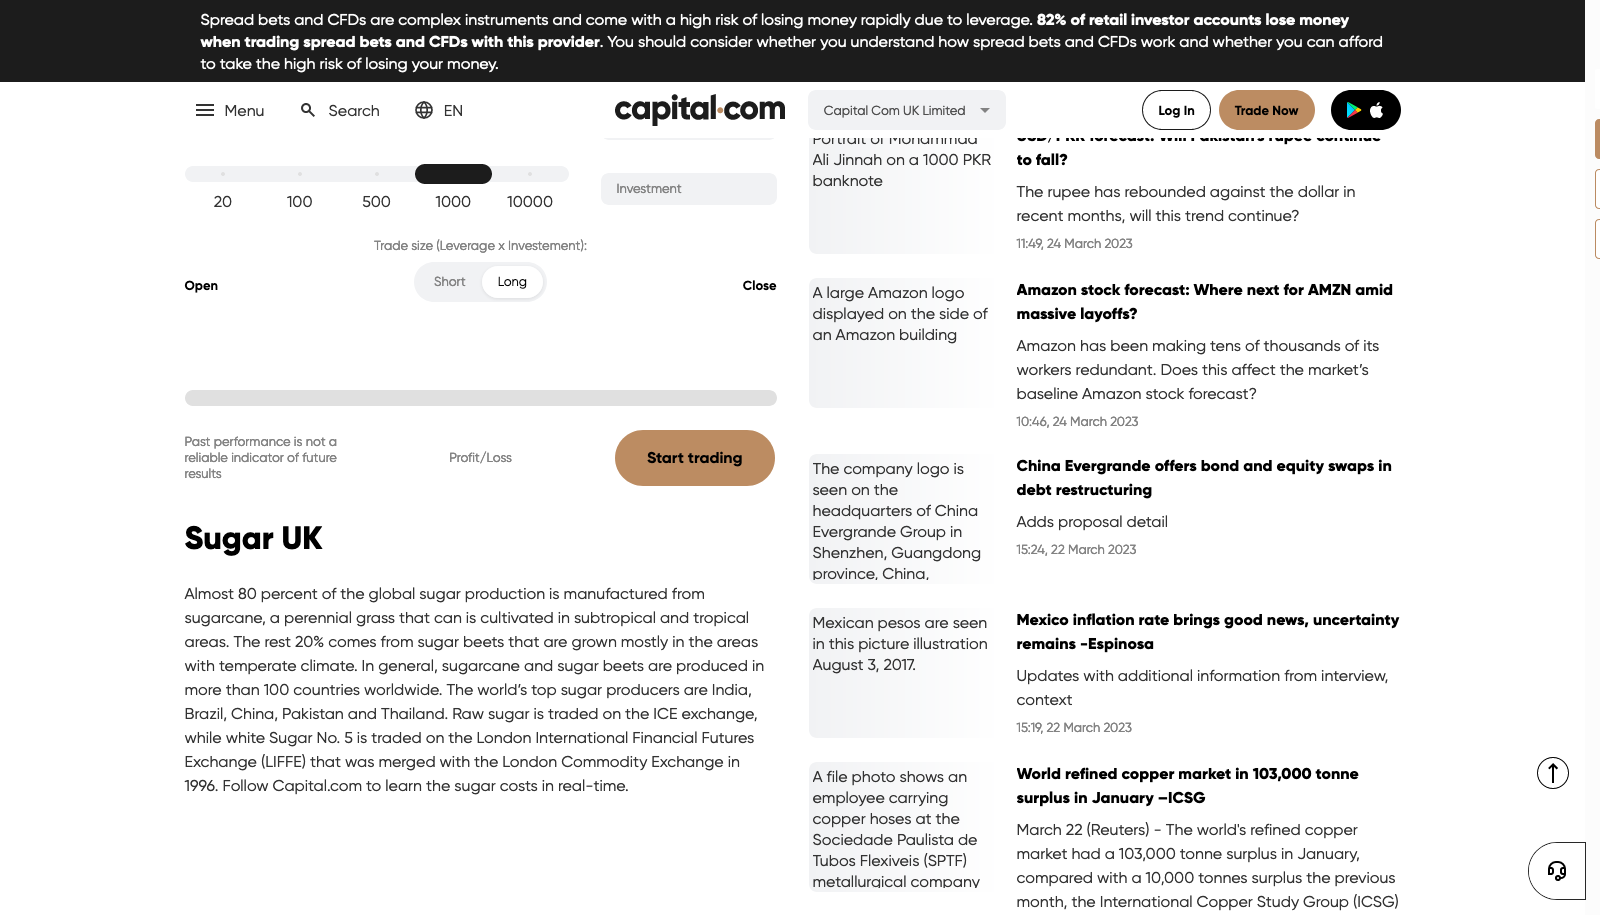 Spread bets and CFDs are complex instruments and come with a high risk of losing money rapidly due to leverage. 82% of retail investor accounts lose money
when trading spread bets and CFDs with this provider. You should consider whether you understand how spread bets and CFDs work and whether you can afford
to take the high risk of losing your money.
Menu
Search
EN
capital.com
Capital Com UK Limited
Log In
Trade Now
20
100
500
1000
10000
Investment
Trade size (Leverage x Investement):
Open
Short
Long
Close
Past performance is not a
reliable indicator of future
results
Profit/Loss
Start trading
Sugar UK
Almost 80 percent of the global sugar production is manufactured from
sugarcane, a perennial grass that can is cultivated in subtropical and tropical
areas. The rest 20% comes from sugar beets that are grown mostly in the areas
with temperate climate. In general, sugarcane and sugar beets are produced in
more than 100 countries worldwide. The world’s top sugar producers are India,
Brazil, China, Pakistan and Thailand. Raw sugar is traded on the ICE exchange,
while white Sugar No. 5 is traded on the London International Financial Futures
Exchange (LIFFE) that was merged with the London Commodity Exchange in
1996. Follow Capital.com to learn the sugar costs in real-time.
Portrait of Mohammad
Ali Jinnah on a 1000 PKR
banknote
USD/PKR forecast: Will Pakistan's rupee continue
to fall?
The rupee has rebounded against the dollar in
recent months, will this trend continue?
11:49, 24 March 2023
A large Amazon logo
displayed on the side of
an Amazon building
Amazon stock forecast: Where next for AMZN amid
massive layoffs?
Amazon has been making tens of thousands of its
workers redundant. Does this affect the market’s
baseline Amazon stock forecast?
10:46, 24 March 2023
The company logo is
seen on the
headquarters of China
Evergrande Group in
Shenzhen, Guangdong
province, China,
China Evergrande offers bond and equity swaps in
debt restructuring
Adds proposal detail
15:24, 22 March 2023
Mexican pesos are seen
in this picture illustration
August 3, 2017.
Mexico inflation rate brings good news, uncertainty
remains -Espinosa
Updates with additional information from interview,
context
15:19, 22 March 2023
A file photo shows an
employee carrying
copper hoses at the
Sociedade Paulista de
Tubos Flexiveis (SPTF)
metallurgical company
World refined copper market in 103,000 tonne
surplus in January –ICSG
March 22 (Reuters) - The world's refined copper
market had a 103,000 tonne surplus in January,
compared with a 10,000 tonnes surplus the previous
month, the International Copper Study Group (ICSG)